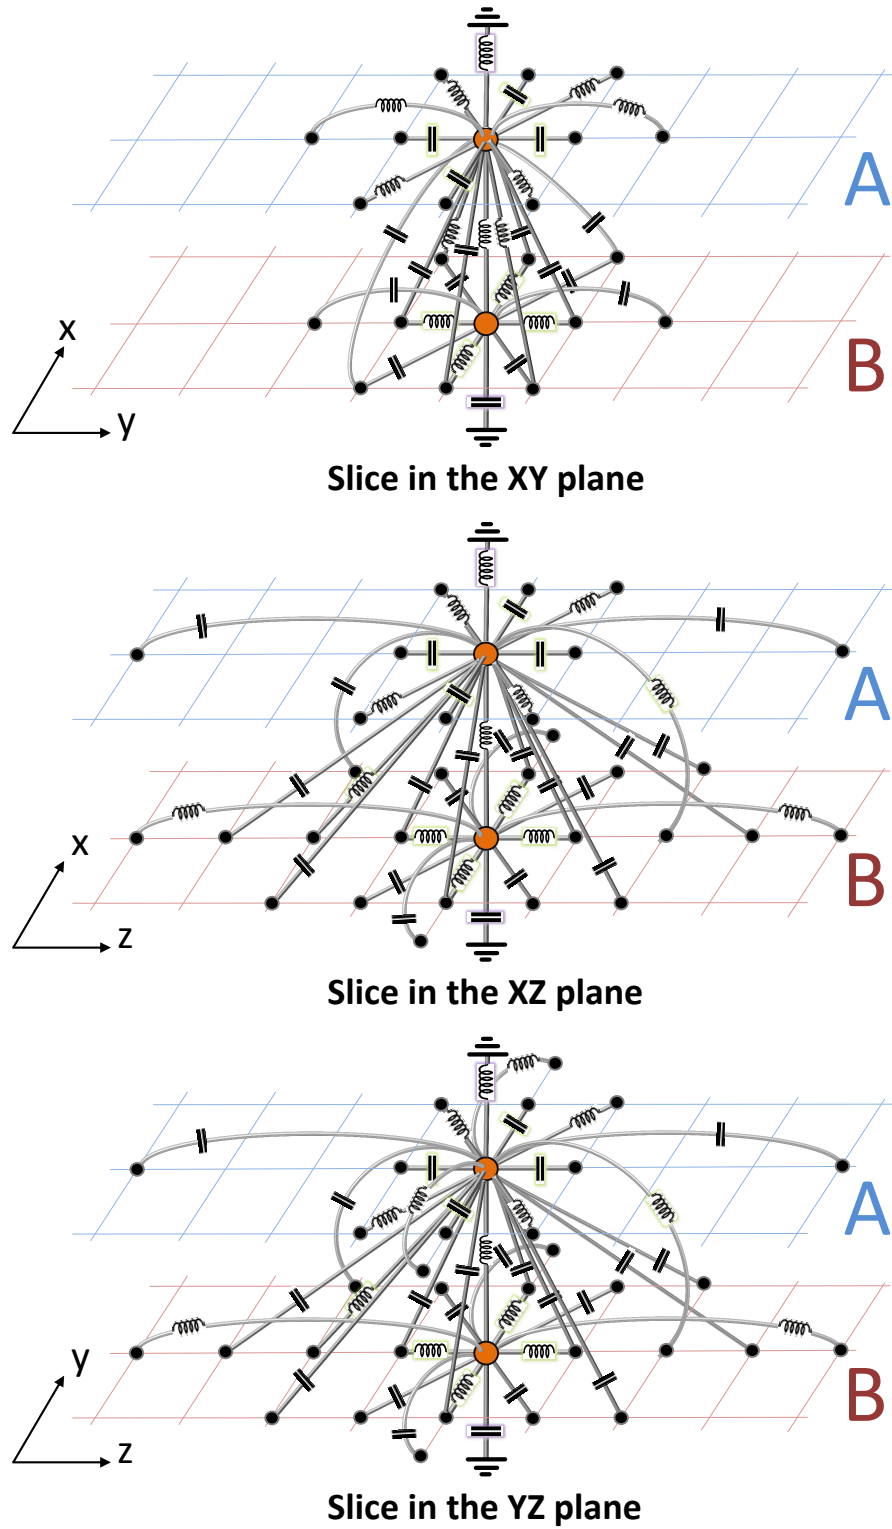 A
B
x
y
Slice in the XY plane
A
B
x
z
Slice in the XZ plane
A
B
y
z
Slice in the YZ plane